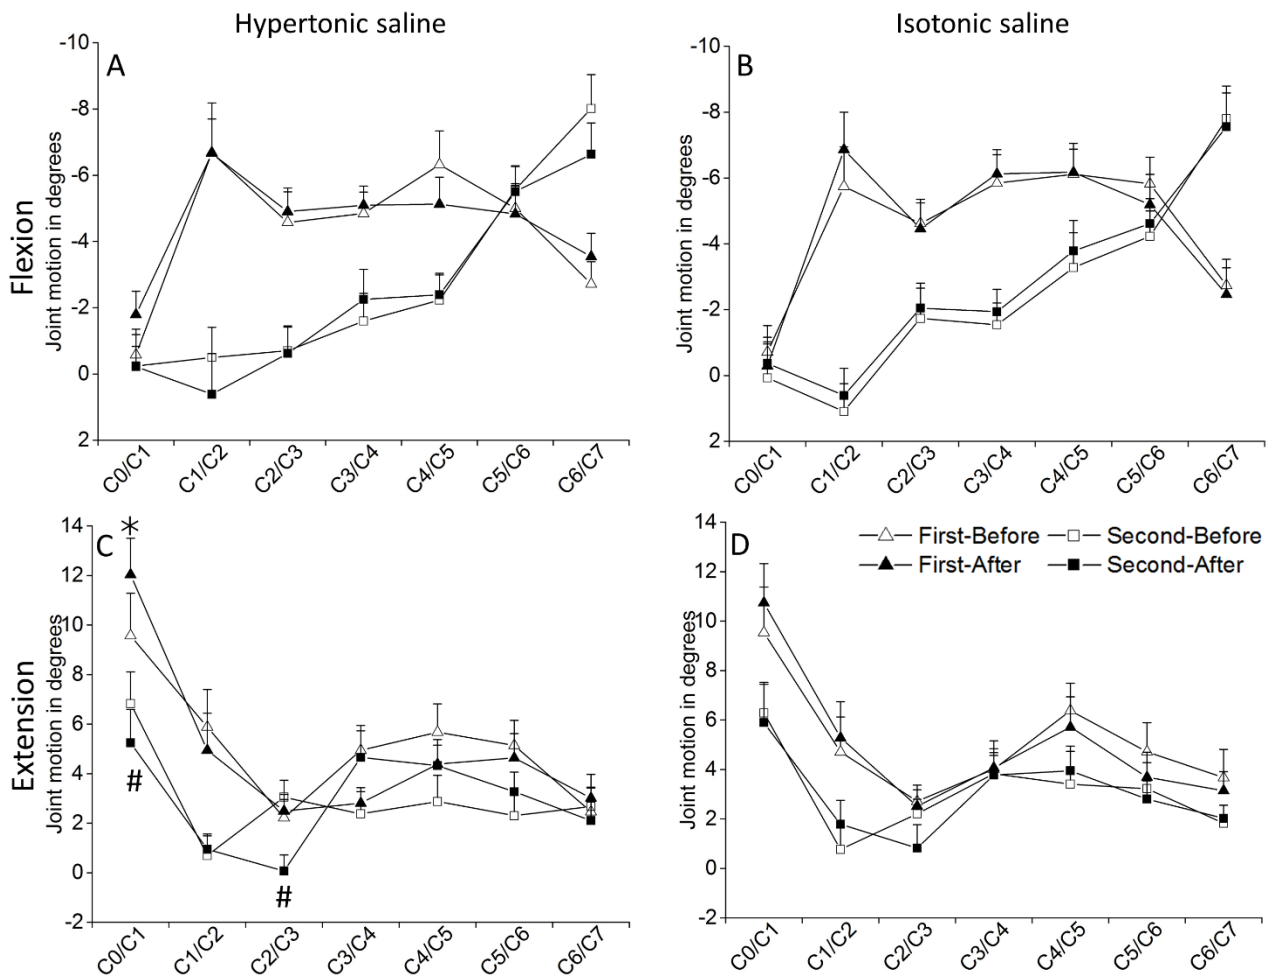 Hypertonic saline
Isotonic saline
A
Flexion
Joint motion in degrees
-10
-8
-6
-4
-2
0
2
C0/C1
C1/C2
C2/C3
C3/C4
C4/C5
C5/C6
C6/C7
B
Joint motion in degrees
-10
-8
-6
-4
-2
0
2
C0/C1
C1/C2
C2/C3
C3/C4
C4/C5
C5/C6
C6/C7
C
Extension
Joint motion in degrees
14
12
10
8
6
4
2
0
-2
*
#
#
C0/C1
C1/C2
C2/C3
C3/C4
C4/C5
C5/C6
C6/C7
D
First-Before
Second-Before
First-After
Second-After
Joint motion in degrees
14
12
10
8
6
4
2
0
-2
C0/C1
C1/C2
C2/C3
C3/C4
C4/C5
C5/C6
C6/C7